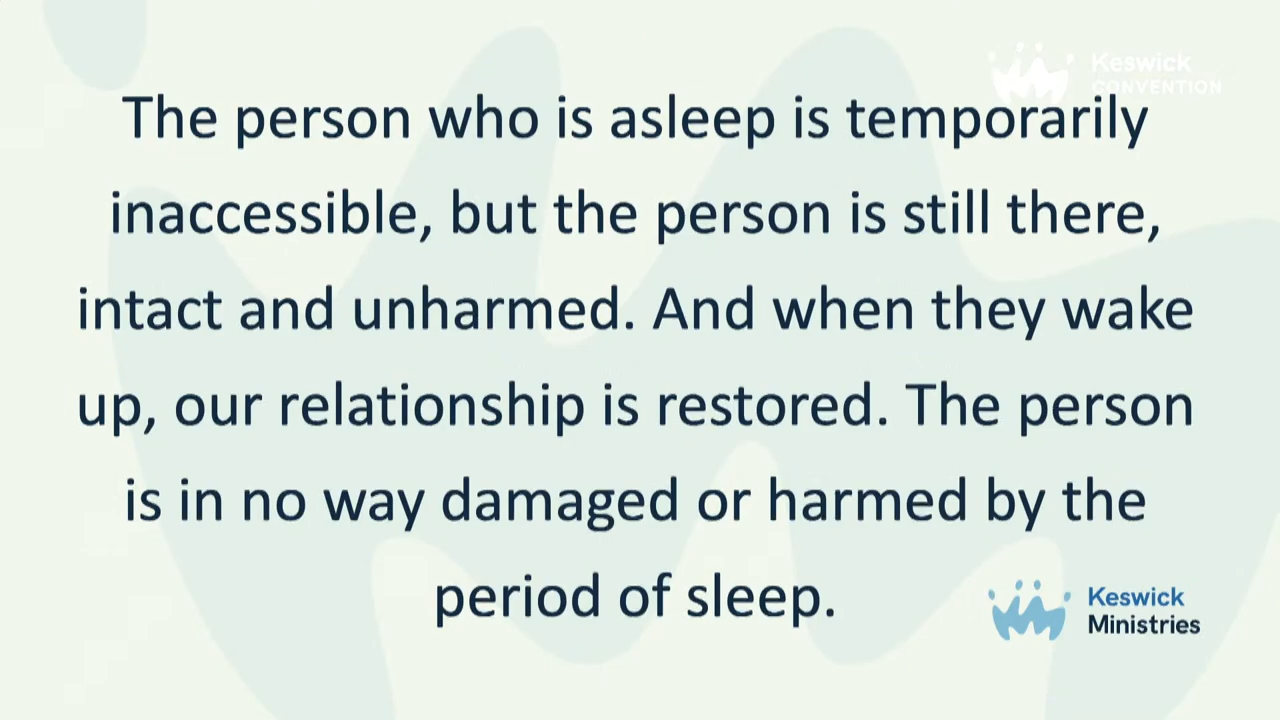 Keswick
CONVENTION
The person who is asleep is temporarily
inaccessible, but the person is still there,
intact and unharmed. And when they wake
up, our relationship is restored. The person
is in no way damaged or harmed by the
period of sleep.
Keswick
Ministries